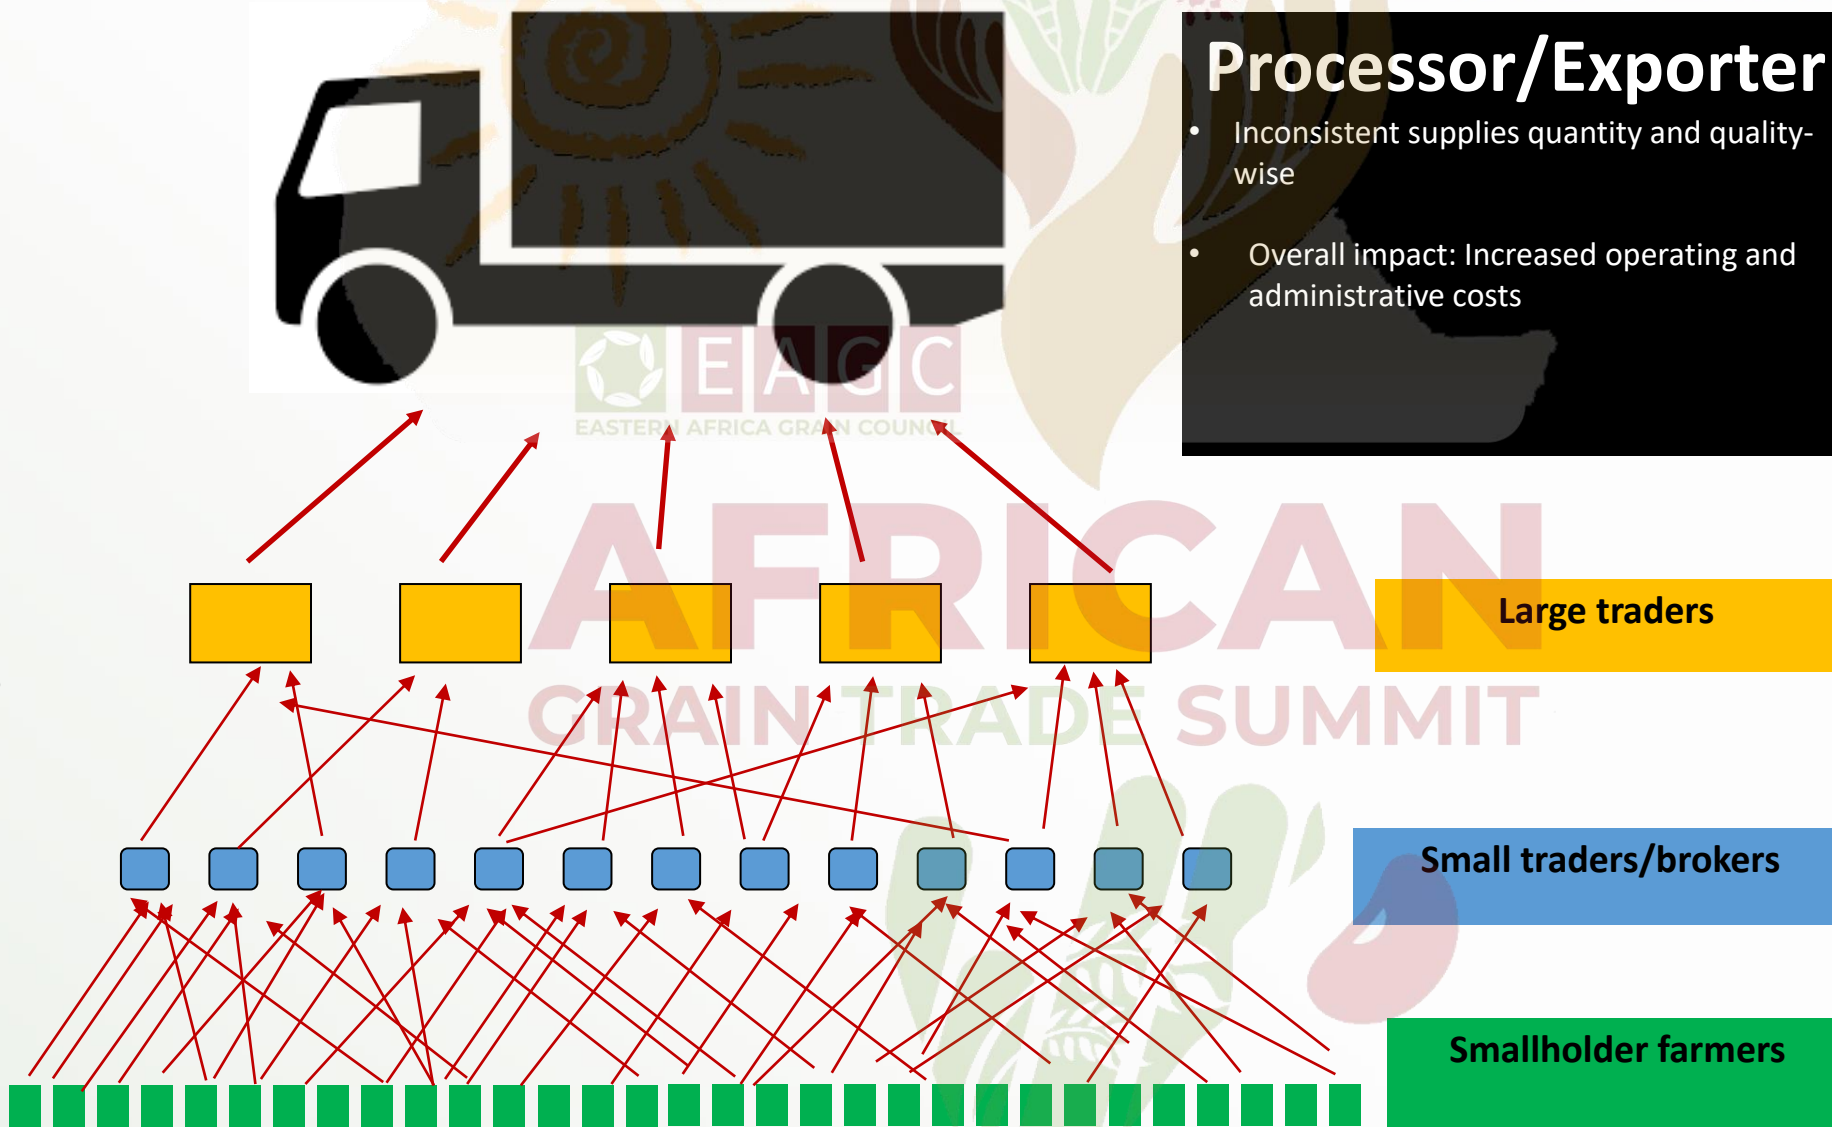 Processor/Exporter
• Inconsistent supplies quantity and quality-
wise
• Overall impact: Increased operating and
administrative costs
EAGC
EASTERN AFRICA GRAIN COUNCIL
AFRICAN
GRAIN TRADE SUMMIT
Large traders
Small traders/brokers
Smallholder farmers